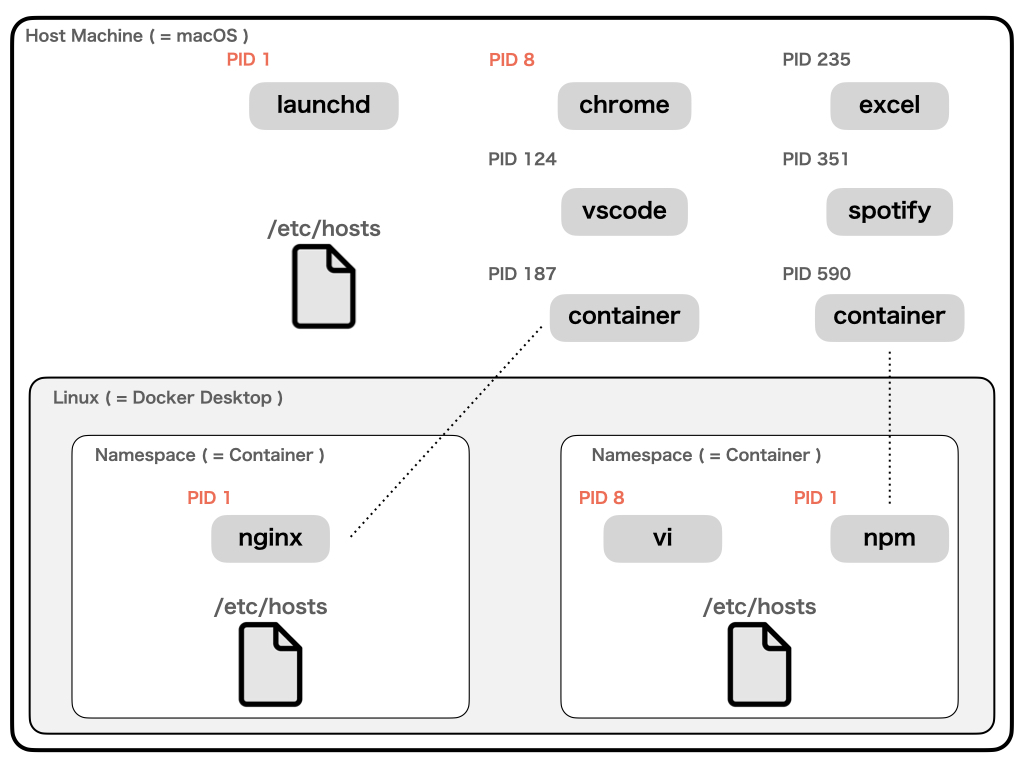 Host Machine ( = macOS )
PID 1
PID 8
PID 235
launchd
chrome
excel
PID 124
PID 351
vscode
spotify
/etc/hosts
PID 187
PID 590
container
container
Linux ( = Docker Desktop )
Namespace ( = Container )
Namespace ( = Container )
PID 1
PID 8
PID 1
nginx
vi
npm
/etc/hosts
/etc/hosts